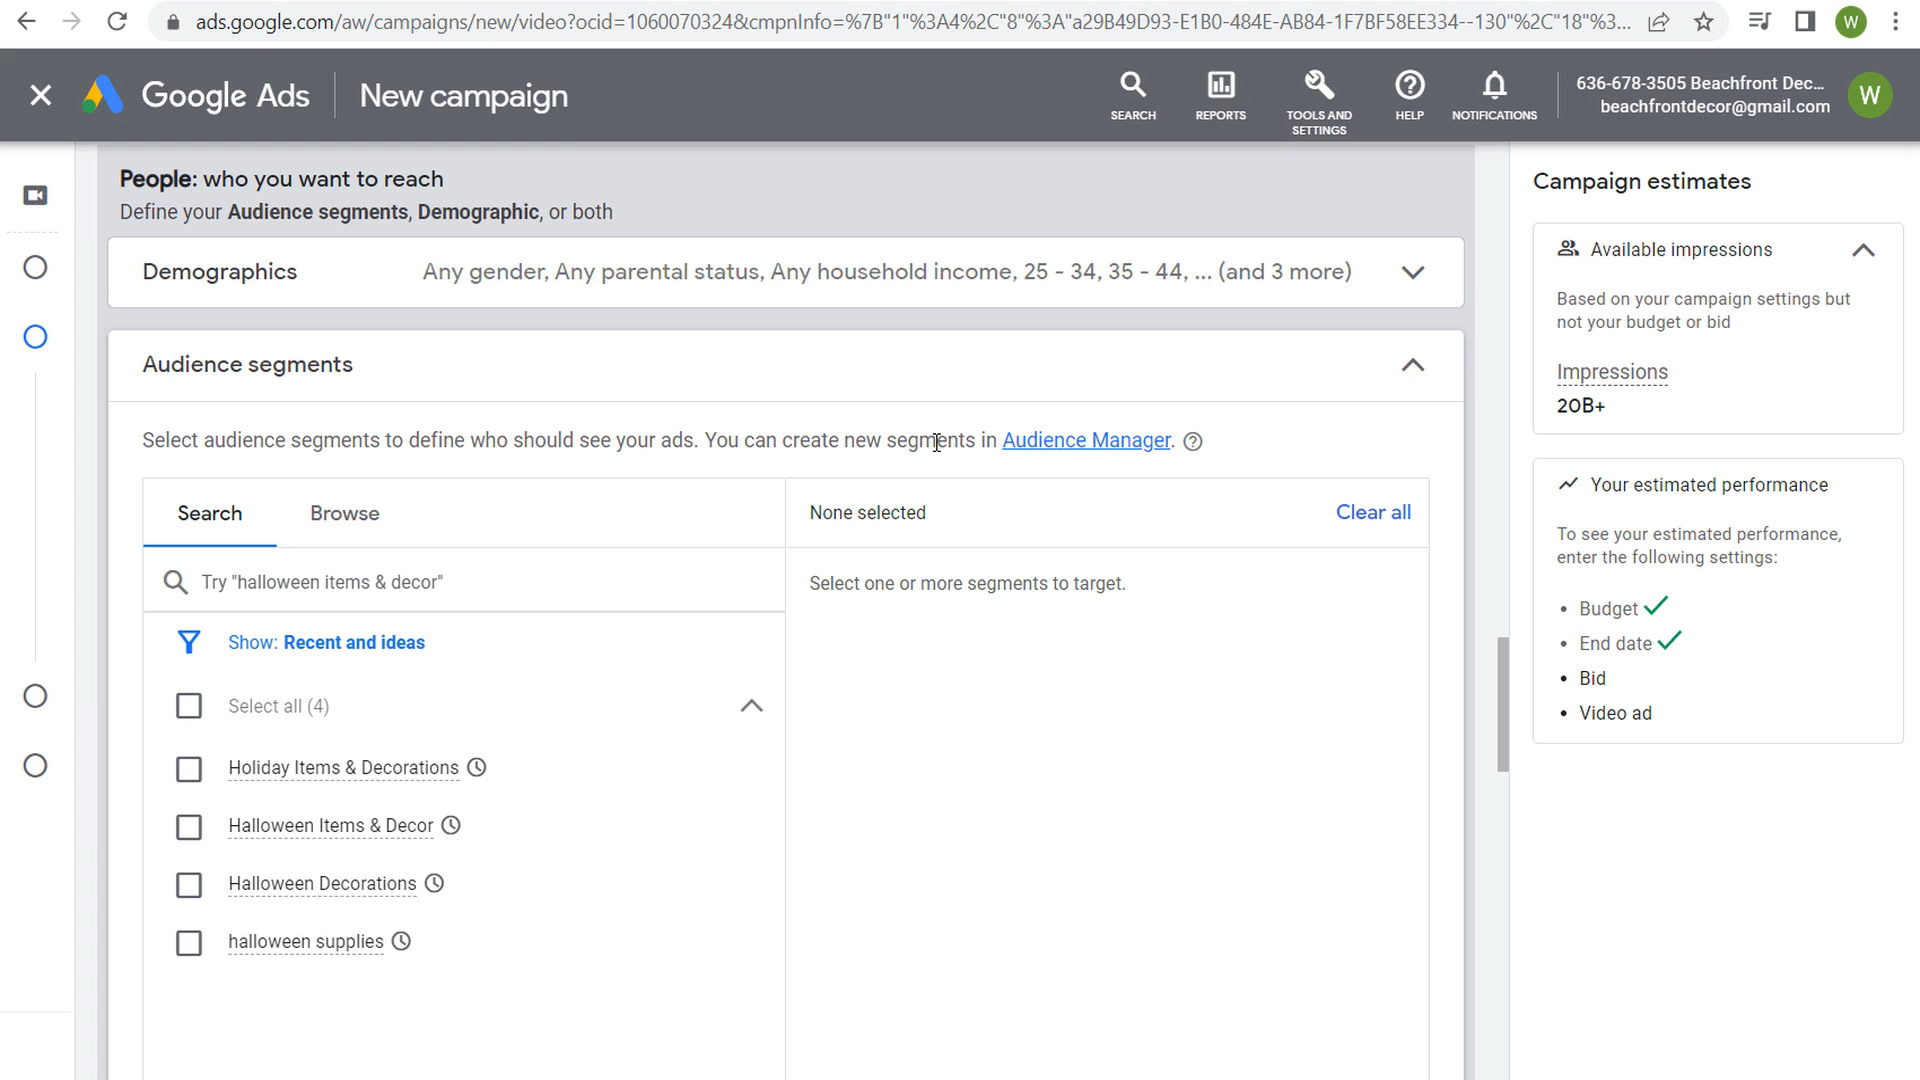 ads.google.com/aw/campaigns/new/video?ocid=1060070324&cmpnInfo=%7B"1"%3A4%2C"8"%3A"a29B49D93-E1B0-484E-AB84-1F7BF58EE334--130"%2C"18"%3...
W
Google Ads
New campaign
SEARCH
REPORTS
TOOLS AND
SETTINGS
HELP
NOTIFICATIONS
636-678-3505 Beachfront Dec...
beachfrontdecor@gmail.com
W
People: who you want to reach
Define your Audience segments, Demographic, or both
Demographics
Any gender, Any parental status, Any household income, 25 - 34, 35 - 44, ... (and 3 more)
Audience segments
Select audience segments to define who should see your ads. You can create new segments in Audience Manager.
Search
Browse
None selected
Clear all
Try "halloween items & decor"
Select one or more segments to target.
Show: Recent and ideas
Select all (4)
Holiday Items & Decorations
Halloween Items & Decor
Halloween Decorations
halloween supplies
Campaign estimates
Available impressions
Based on your campaign settings but
not your budget or bid
Impressions
20B+
Your estimated performance
To see your estimated performance,
enter the following settings:
• Budget
• End date
• Bid
• Video ad